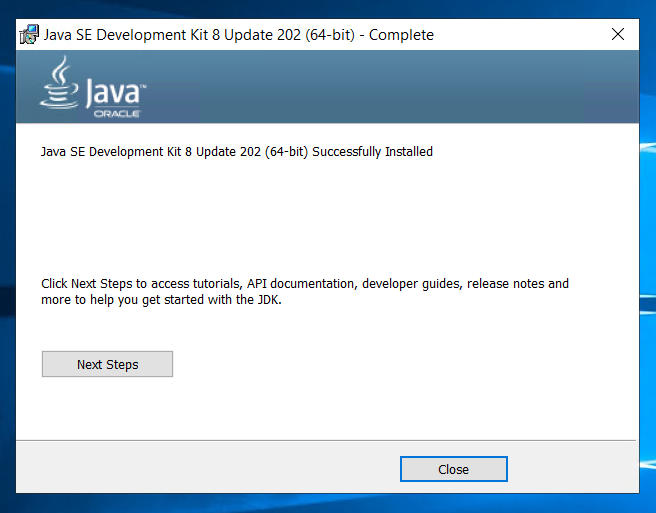 Java SE Development Kit 8 Update 202 (64-bit) - Complete
Java™
ORACLE
Java SE Development Kit 8 Update 202 (64-bit) Successfully Installed
Click Next Steps to access tutorials, API documentation, developer guides, release notes and
more to help you get started with the JDK.
Next Steps
Close